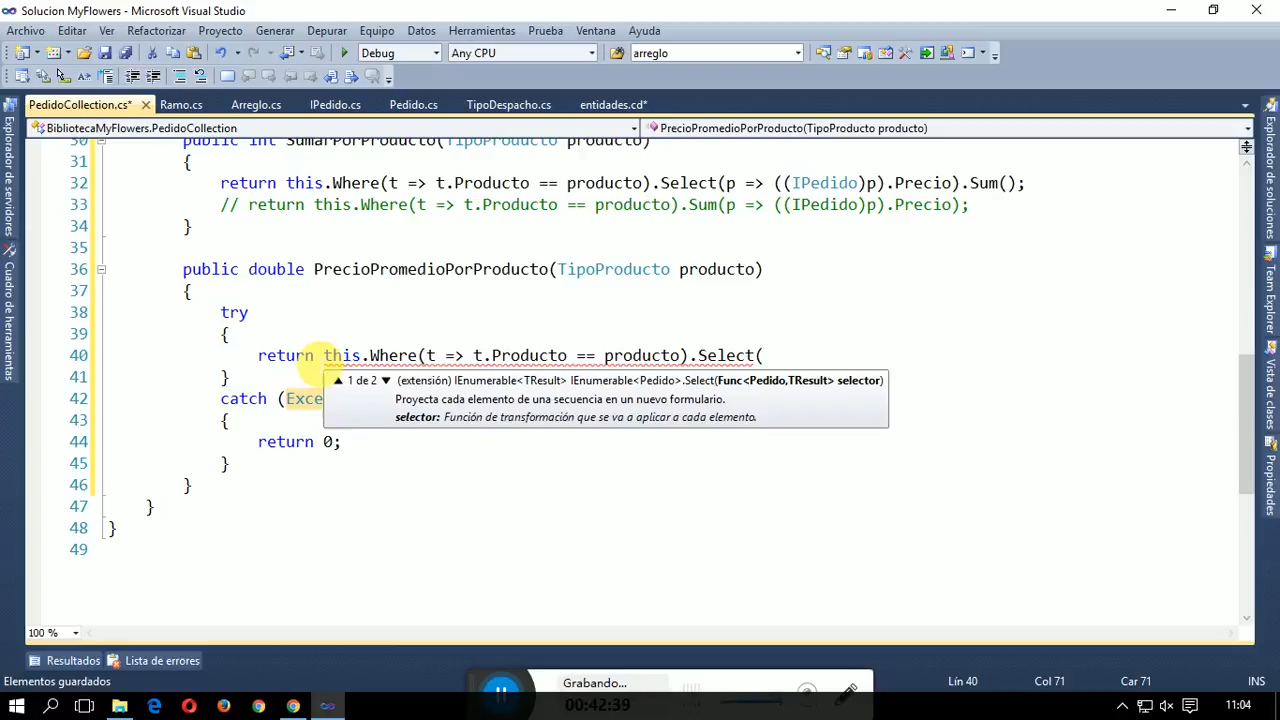 Solucion MyFlowers - Microsoft Visual Studio
Archivo Editar Ver Refactorizar Proyecto Generar Depurar Equipo Datos Herramientas Prueba Ventana Ayuda
Debug Any CPU arreglo
PedidoCollection.cs* Ramo.cs Arreglo.cs IPedido.cs Pedido.cs TipoDespacho.cs entidades.cd*
BibliotecaMyFlowers.PedidoCollection PrecioPromedioPorProducto(TipoProducto producto)
30 public int SumarPorProducto(TipoProducto producto)
31 {
32 return this.Where(t => t.Producto == producto).Select(p => ((IPedido)p).Precio).Sum();
33 // return this.Where(t => t.Producto == producto).Sum(p => ((IPedido)p).Precio);
34 }
35
36 public double PrecioPromedioPorProducto(TipoProducto producto)
37 {
38 try
39 {
40 return this.Where(t => t.Producto == producto).Select(
41 }
1 de 2 (extensión) IEnumerable<TResult> IEnumerable<Pedido>.Select(Func<Pedido,TResult> selector)
Proyecta cada elemento de una secuencia en un nuevo formulario.
selector: Función de transformación que se va a aplicar a cada elemento.
42 catch (Exce
43 {
44 return 0;
45 }
46 }
47 }
48 }
49
100 %
Explorador de servidores
Cuadro de herramientas
Explorador de soluciones
Team Explorer
Propiedades
Vista de clases
Resultados Lista de errores
Elementos guardados Lín 40 Col 71 Car 71 INS
Grabando...
00:42:39
11:04